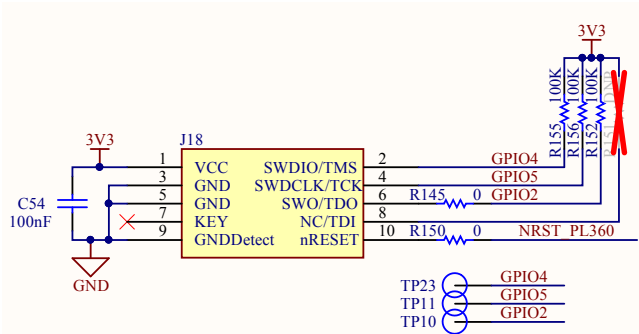 3V3
100K
100K
100K
R155
R156
R152
J18
3V3
1
VCC
SWDIO/TMS
2
GPIO4
3
GND
SWDCLK/TCK
4
GPIO5
5
GND
SWO/TDO
6
R145
0
GPIO2
7
KEY
NC/TDI
8
9
GNDDetect
nRESET
10
R150
0
NRST_PL360
C54
100nF
GND
TP23
GPIO4
TP11
GPIO5
TP10
GPIO2